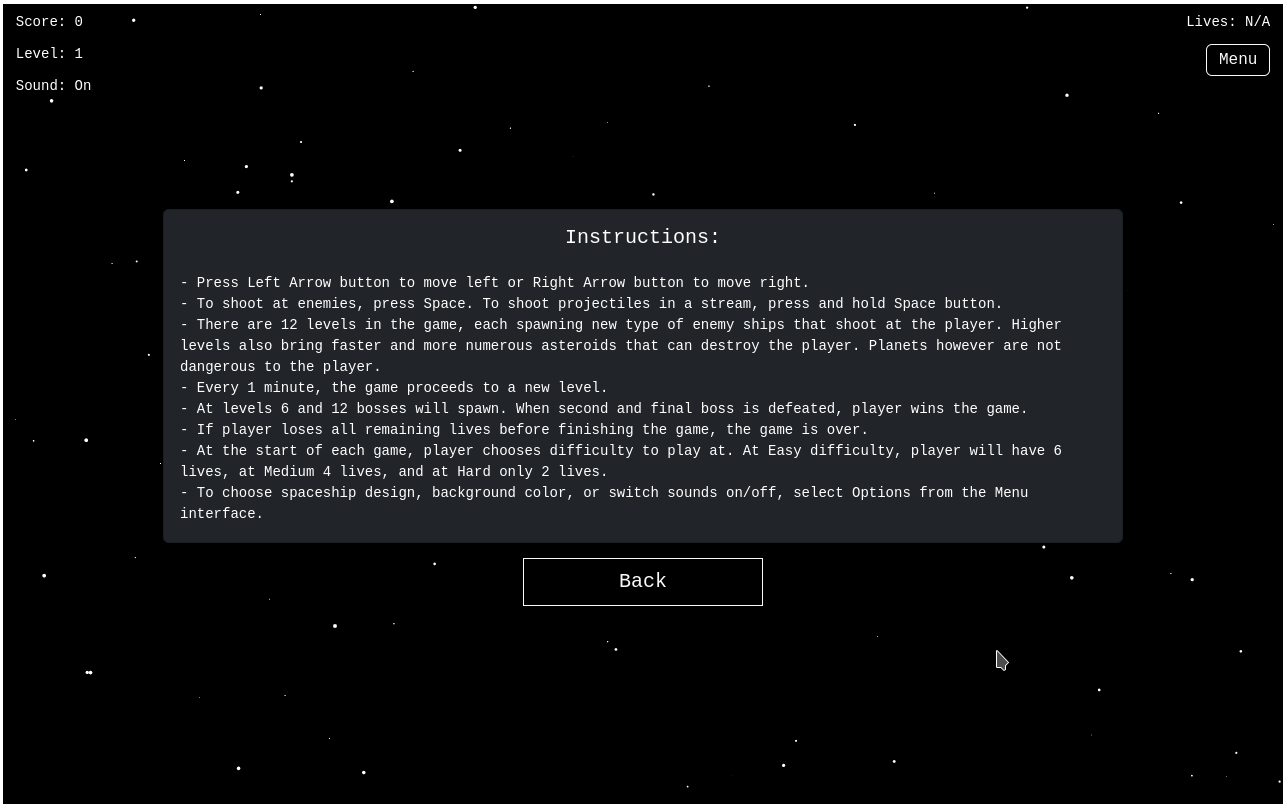 Score: 0
Lives: N/A
Level: 1
Menu
Sound: On
Instructions:
- Press Left Arrow button to move left or Right Arrow button to move right.
- To shoot at enemies, press Space. To shoot projectiles in a stream, press and hold Space button.
- There are 12 levels in the game, each spawning new type of enemy ships that shoot at the player. Higher
levels also bring faster and more numerous asteroids that can destroy the player. Planets however are not
dangerous to the player.
- Every 1 minute, the game proceeds to a new level.
- At levels 6 and 12 bosses will spawn. When second and final boss is defeated, player wins the game.
- If player loses all remaining lives before finishing the game, the game is over.
- At the start of each game, player chooses difficulty to play at. At Easy difficulty, player will have 6
lives, at Medium 4 lives, and at Hard only 2 lives.
- To choose spaceship design, background color, or switch sounds on/off, select Options from the Menu
interface.
Back